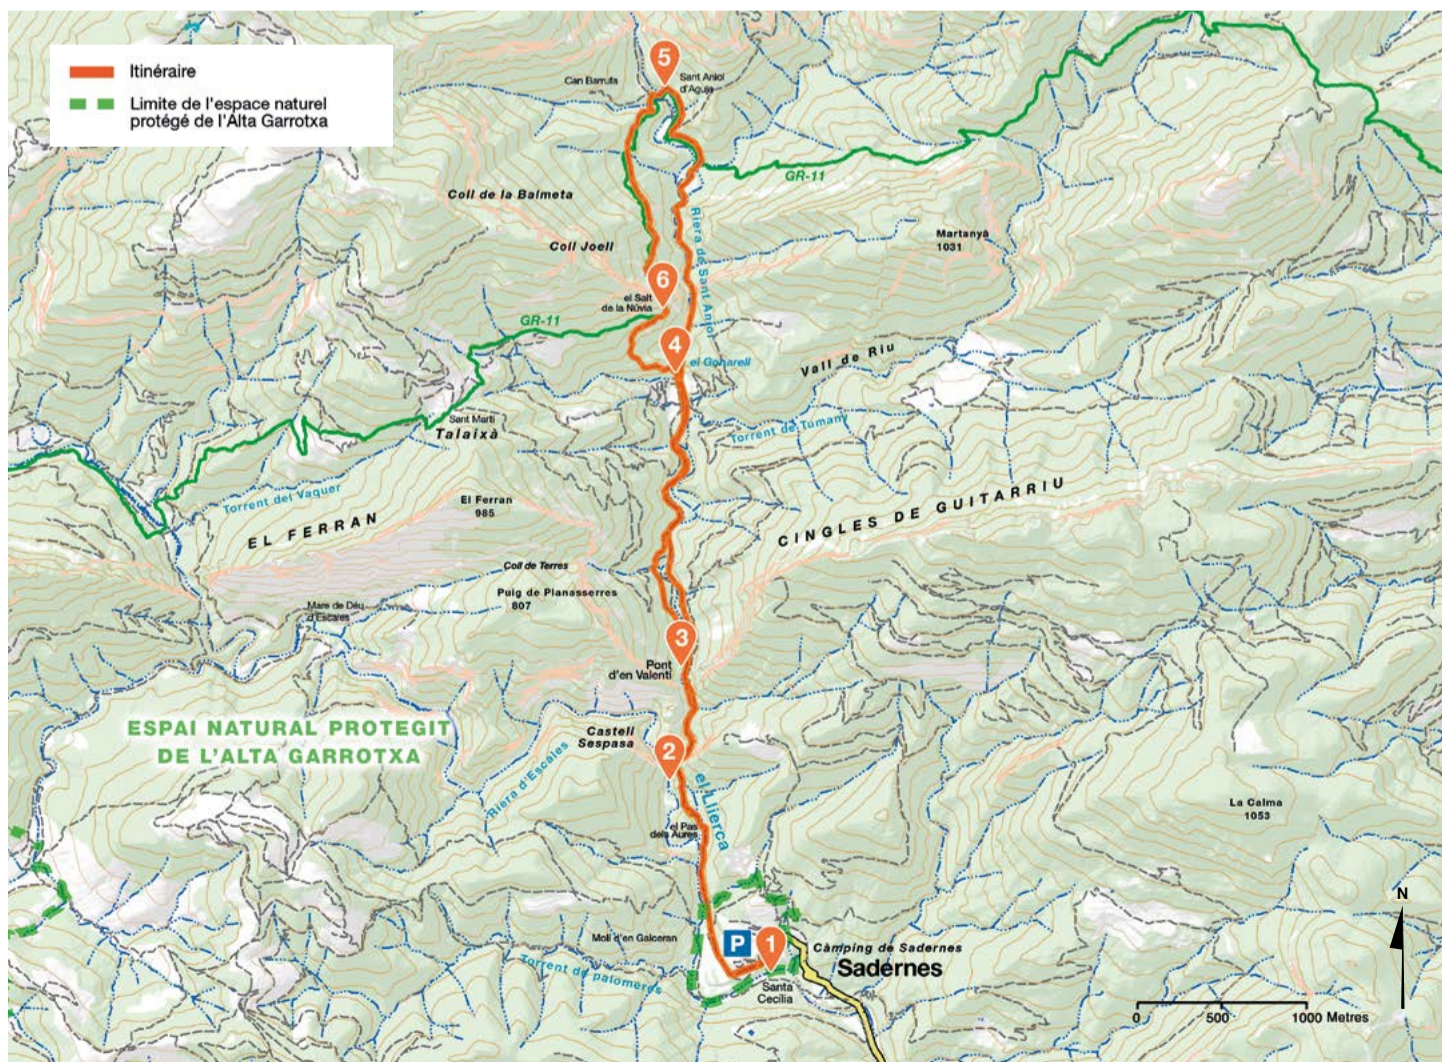 Itinéraire
Limite de l'espace naturel
protégé de l'Alta Garrotxa
5
Can Barrufa
Sant Aniol
d'Aguja
GR-11
Coll de la Balmeta
Riera de Sant Aniol
Martanyà
1031
Coll Joell
6
el Salt
de la Núvia
GR-11
4
el Gomarell
Vall de Riu
Sant Martí
Talaixà
Torrent de Tumany
Torrent del Vaquer
El Ferran
985
EL FERRAN
CINGLES DE GUITARRIU
Coll de Terres
Puig de Planasserres
807
Mare de Déu
d'Escales
3
Pont
d'en Valentí
ESPAI NATURAL PROTEGIT
DE L'ALTA GARROTXA
Castell
Sespasa
2
Riera d'Escales
el Llierca
el Pas
dels Aures
La Calma
1053
N
Molí d'en Galceran
P
1
Càmping de Sadernes
Sadernes
Torrent de palomeres
Santa
Cecília
0 500 1000 Metres